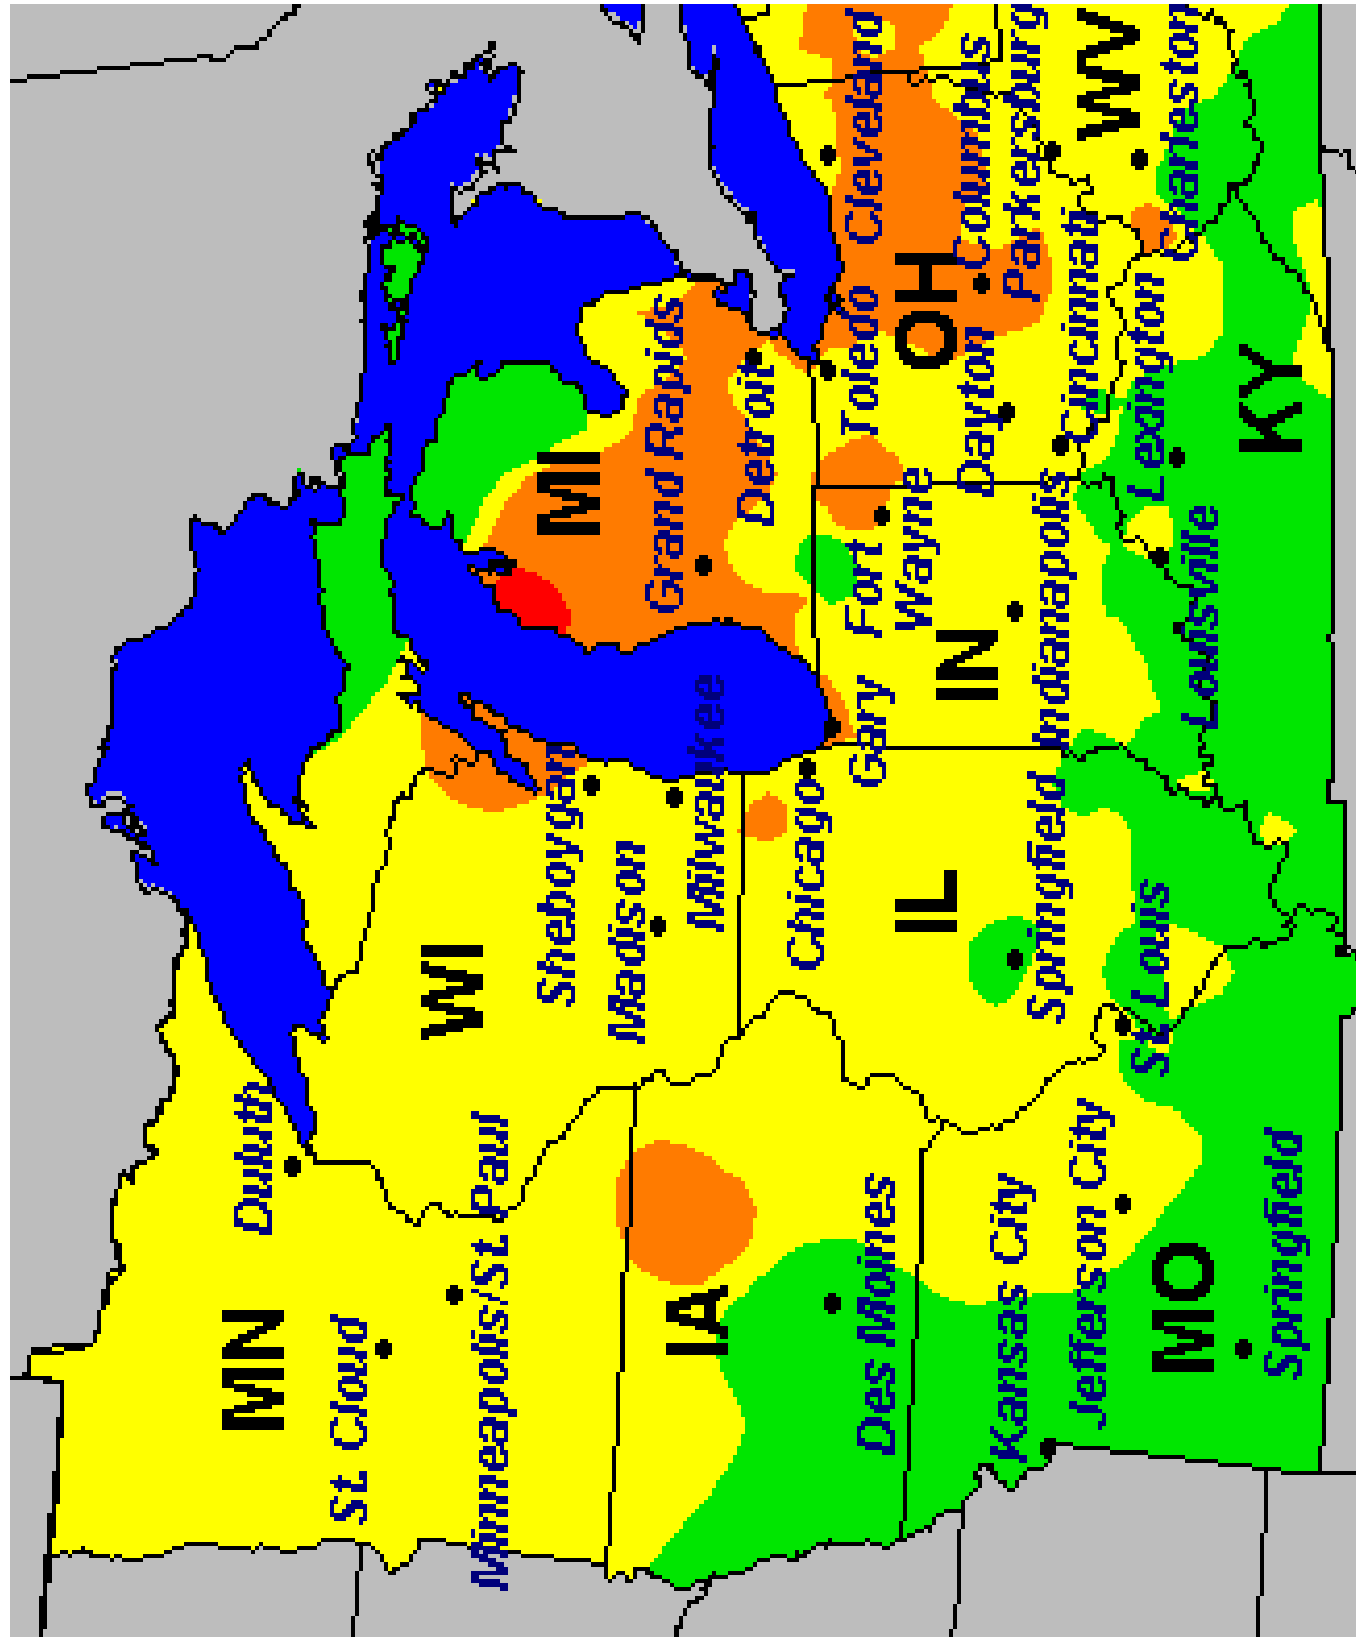 Duluth
MN
St Cloud
Minneapolis/St Paul
WI
Sheboygan
Madison
Milwaukee
MI
Grand Rapids
Detroit
IA
Des Moines
Chicago
Gary
Fort
Wayne
Toledo
Cleveland
OH
Columbus
Dayton
Parkersburg
Cincinnati
WV
Charleston
IL
IN
Springfield
Indianapolis
Lexington
Louisville
KY
St Louis
Kansas City
Jefferson City
MO
Springfield